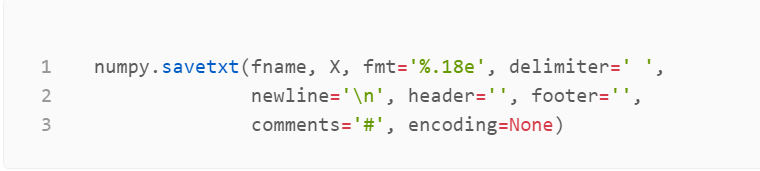 1 numpy.savetxt(fname, X, fmt='%.18e', delimiter=' ',
2 newline='\n', header='', footer='',
3 comments='#', encoding=None)